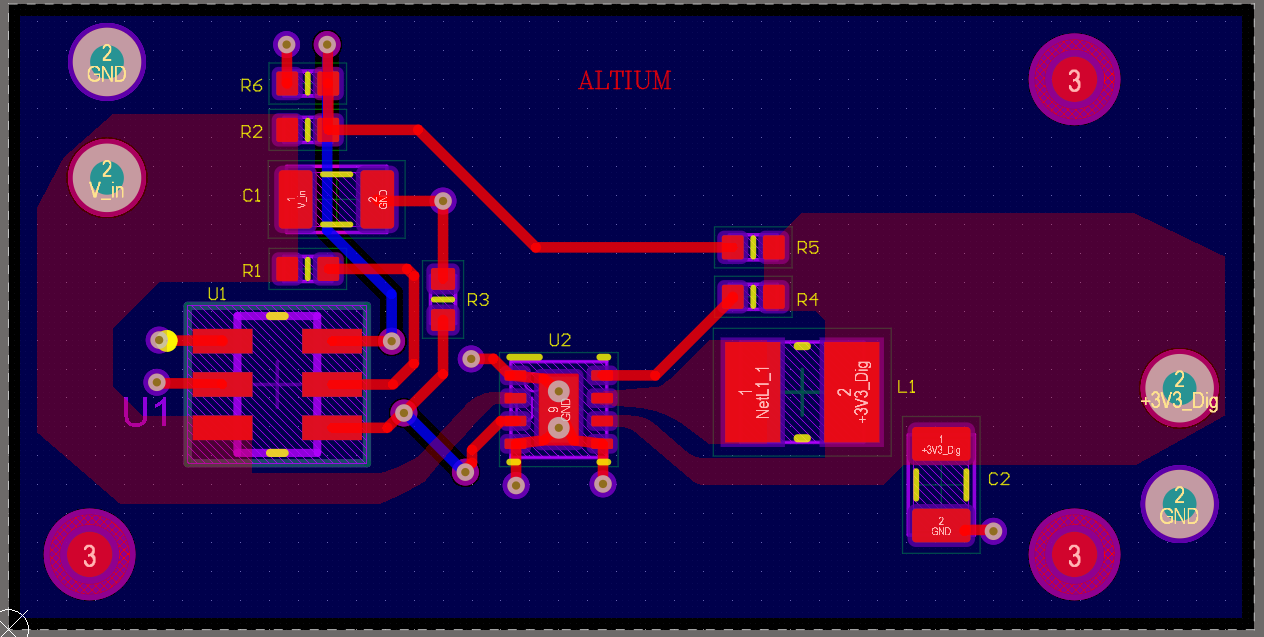 2
GND
R6
ALTIUM
3
R2
2
V_in
C1
1
V_in
2
GND
R5
R1
R3
R4
U1
U2
1
NetL1_1
2
+3V3_Dig
L1
2
+3V3_Dig
U1
9
GND
1
+3V3_Dig
C2
2
GND
2
GND
3
3